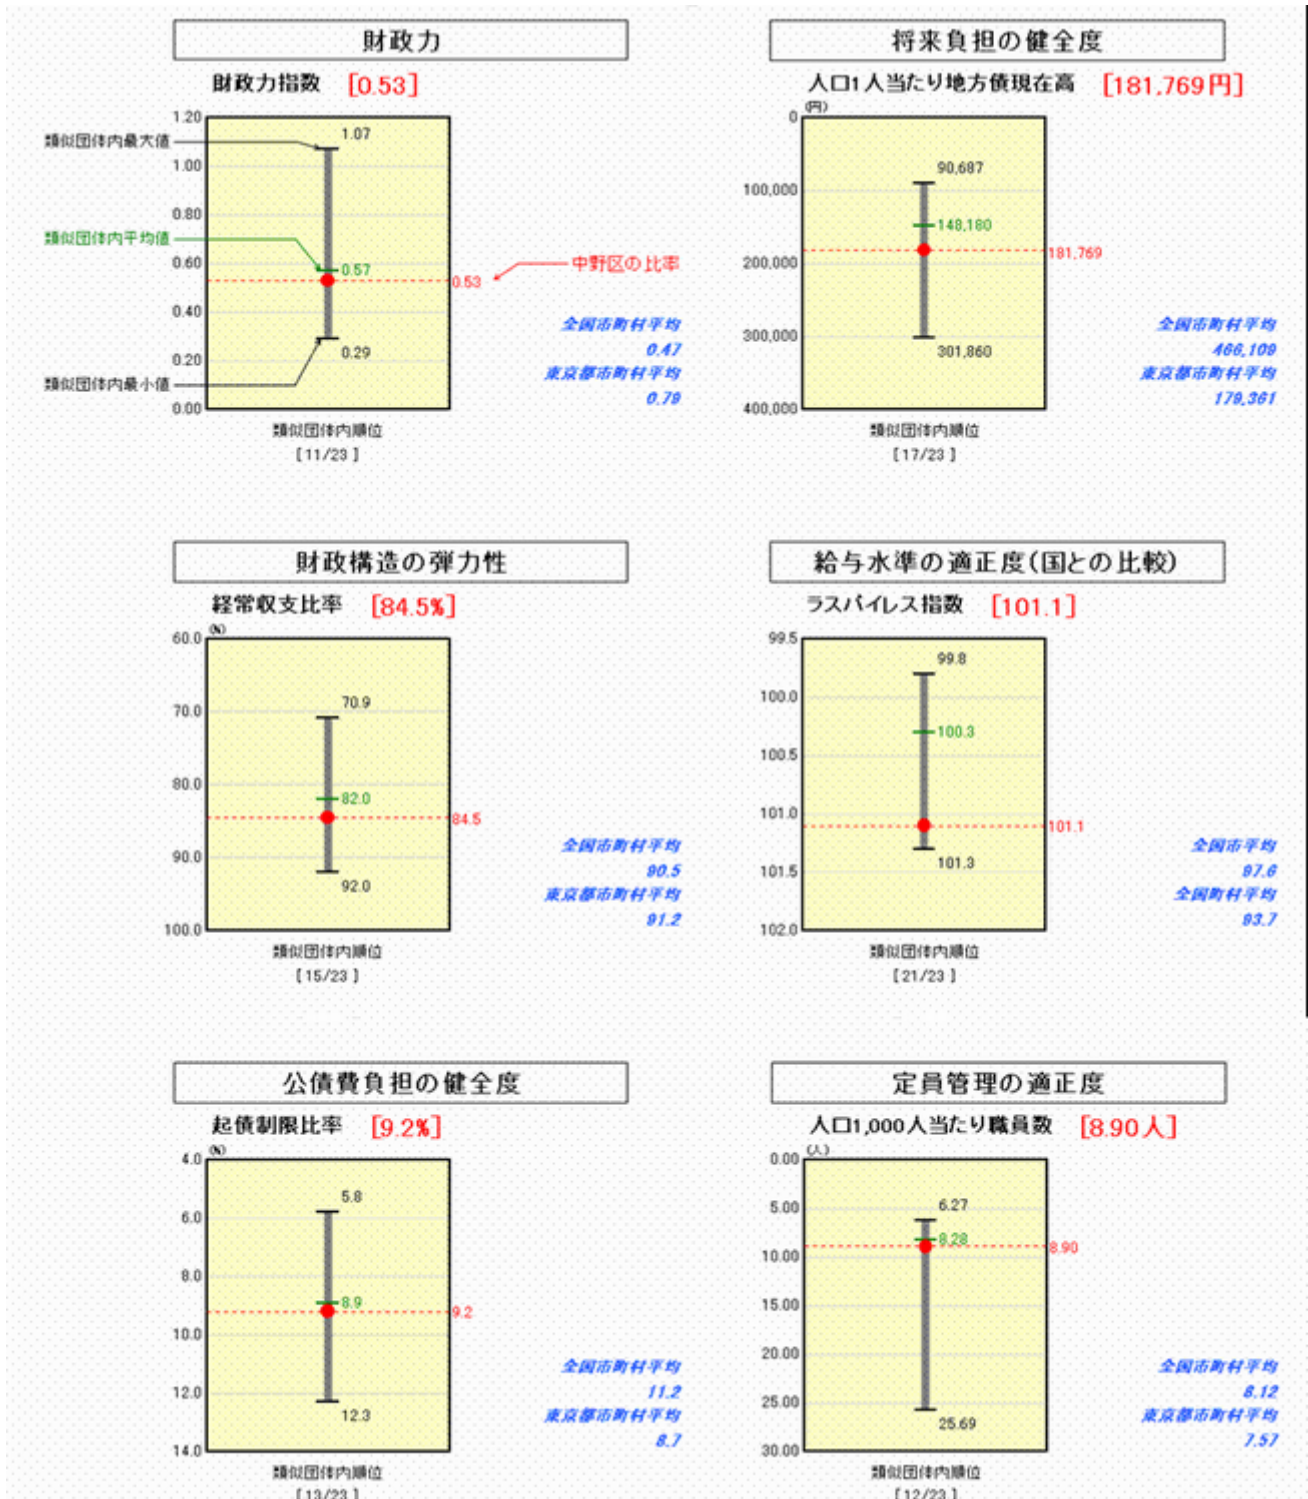 財政力
財政力指数 [0.53]
1.20
1.00
0.80
0.60
0.40
0.20
0.00
類似団体内最大値
類似団体内平均値
類似団体内最小値
1.07
0.57
0.29
0.53
中野区の比率
全国市町村平均
0.47
東京都市町村平均
0.79
類似団体内順位
[11/23]
将来負担の健全度
人口1人当たり地方債現在高 [181,769円]
(円)
0
100,000
200,000
300,000
400,000
90,687
148,180
181,769
301,860
全国市町村平均
466,109
東京都市町村平均
179,361
類似団体内順位
[17/23]
財政構造の弾力性
経常収支比率 [84.5%]
(%)
60.0
70.0
80.0
90.0
100.0
70.9
82.0
84.5
92.0
全国市町村平均
90.5
東京都市町村平均
91.2
類似団体内順位
[15/23]
給与水準の適正度(国との比較)
ラスパイレス指数 [101.1]
99.5
100.0
100.5
101.0
101.5
102.0
99.8
100.3
101.1
101.3
全国市平均
97.6
全国町村平均
93.7
類似団体内順位
[21/23]
公債費負担の健全度
起債制限比率 [9.2%]
(%)
4.0
6.0
8.0
10.0
12.0
14.0
5.8
8.9
9.2
12.3
全国市町村平均
11.2
東京都市町村平均
8.7
類似団体内順位
[13/23]
定員管理の適正度
人口1,000人当たり職員数 [8.90人]
(人)
0.00
5.00
10.00
15.00
20.00
25.00
30.00
6.27
8.28
8.90
25.69
全国市町村平均
8.12
東京都市町村平均
7.57
類似団体内順位
[12/23]